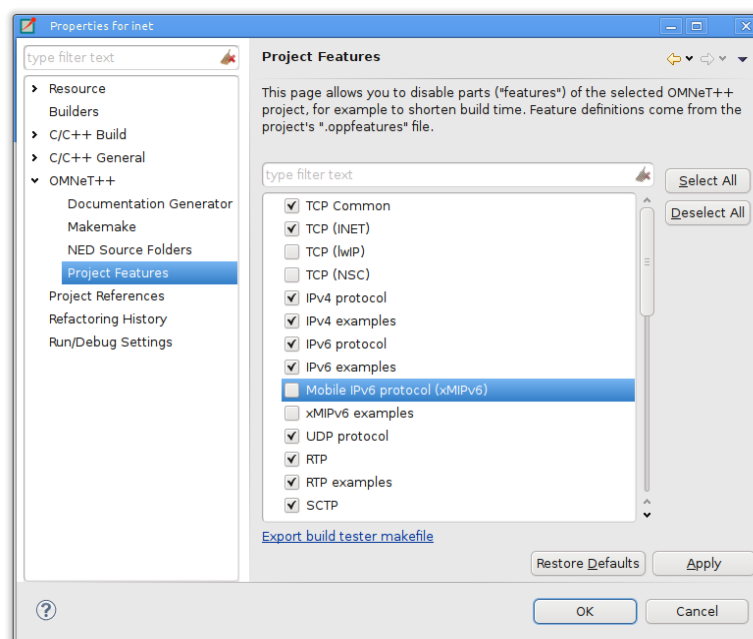 Properties for inet
type filter text
Resource
Builders
C/C++ Build
C/C++ General
OMNeT++
Documentation Generator
Makemake
NED Source Folders
Project Features
Project References
Refactoring History
Run/Debug Settings
Project Features
This page allows you to disable parts ("features") of the selected OMNeT++
project, for example to shorten build time. Feature definitions come from the
project's ".oppfeatures" file.
type filter text
Select All
Deselect All
TCP Common
TCP (INET)
TCP (lwIP)
TCP (NSC)
IPv4 protocol
IPv4 examples
IPv6 protocol
IPv6 examples
Mobile IPv6 protocol (xMIPv6)
xMIPv6 examples
UDP protocol
RTP
RTP examples
SCTP
Export build tester makefile
Restore Defaults
Apply
?
OK
Cancel